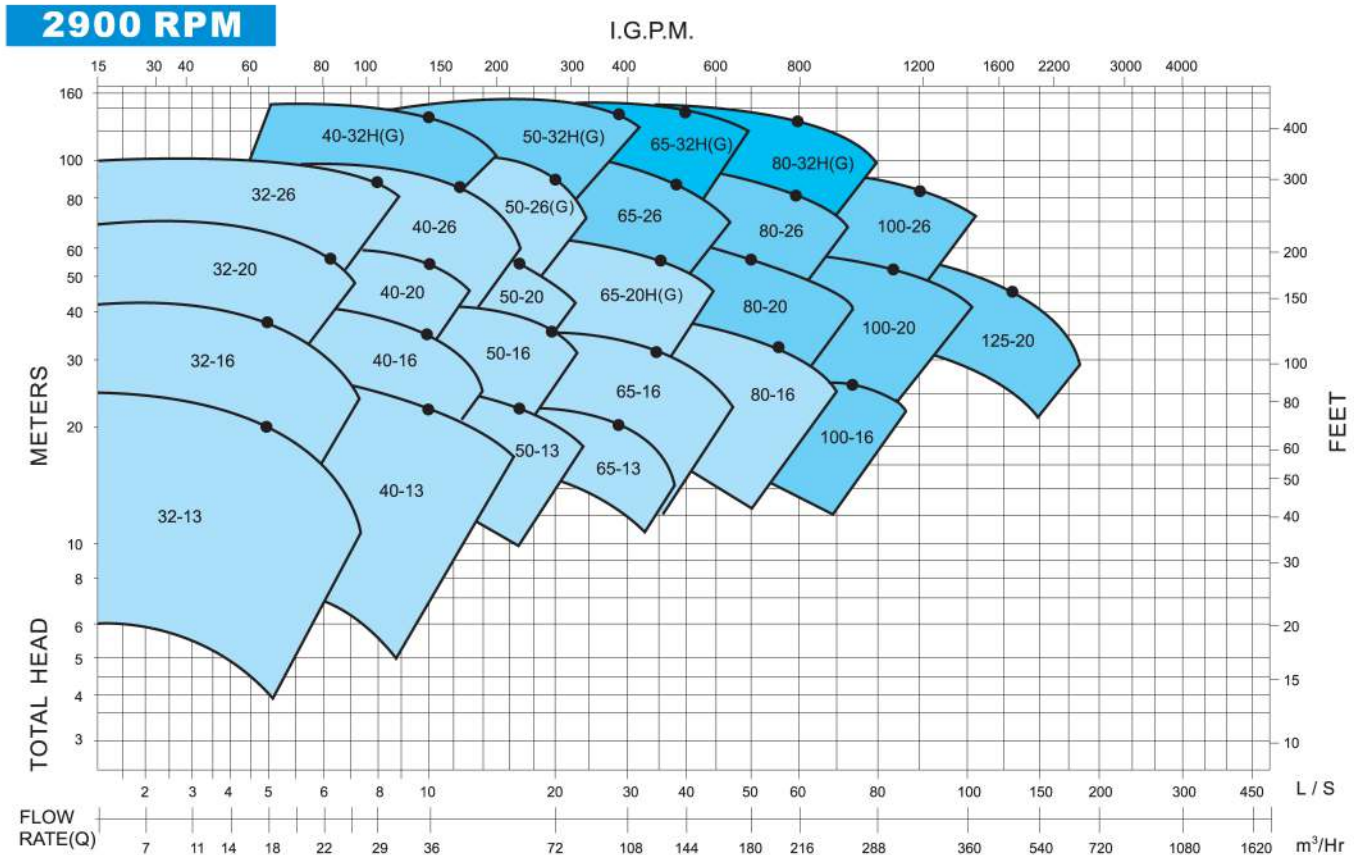 2900 RPM
I.G.P.M.
15 30 40 60 80 100 150 200 300 400 600 800 1200 1600 2200 3000 4000
160
100
80
60
50
40
30
20
10
8
6
5
4
3
METERS
TOTAL HEAD
400
300
200
150
100
80
60
50
40
30
20
15
10
FEET
40-32H(G) 50-32H(G) 65-32H(G) 80-32H(G)
32-26 40-26 50-26(G) 65-26 80-26 100-26
32-20 40-20 50-20 65-20H(G) 80-20 100-20 125-20
32-16 40-16 50-16 65-16 80-16 100-16
32-13 40-13 50-13 65-13
2 3 4 5 6 8 10 20 30 40 50 60 80 100 150 200 300 450 L / S
FLOW
RATE(Q) 7 11 14 18 22 29 36 72 108 144 180 216 288 360 540 720 1080 1620 m³/Hr